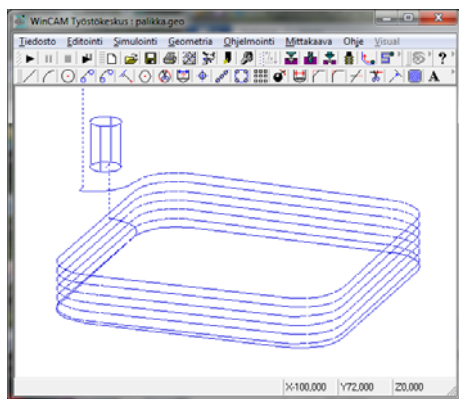 WinCAM Työstökeskus : palikka.geo
Tiedosto Editointi Simulointi Geometria Ohjelmointi Mittakaava Ohje Visual
X-100,000 Y72,000 Z0,000